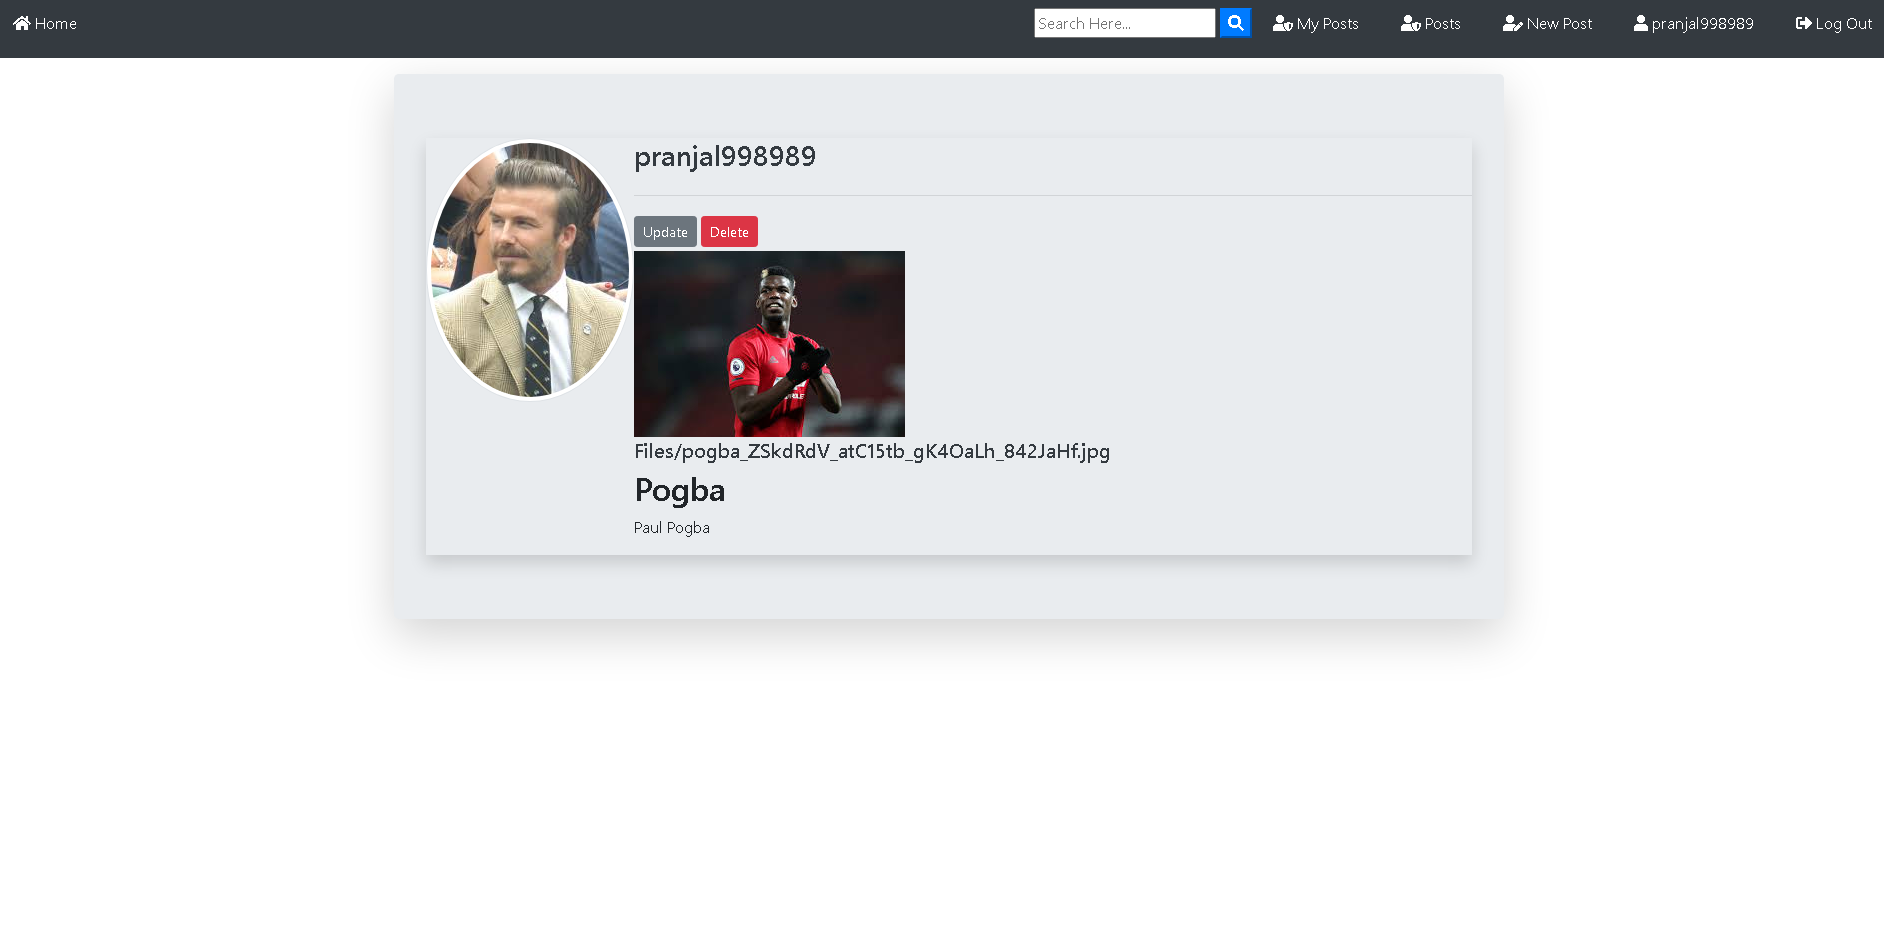 Home
Search Here...
My Posts
Posts
New Post
pranjal998989
Log Out
pranjal998989
Update
Delete
Files/pogba_ZSkdRdV_atC15tb_gK4OaLh_842JaHf.jpg
Pogba
Paul Pogba